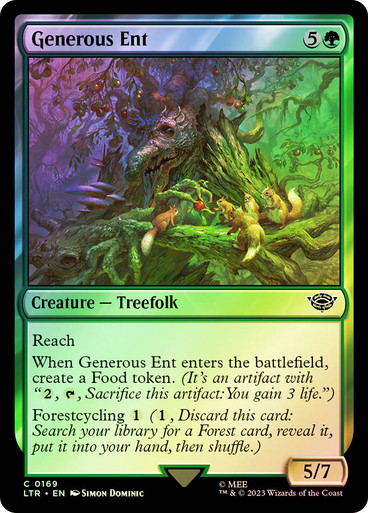 Generous Ent 5
Creature — Treefolk
Reach
When Generous Ent enters the battlefield,
create a Food token. (It's an artifact with
"2, , Sacrifice this artifact: You gain 3 life.")
Forestcycling 1 (1, Discard this card:
Search your library for a Forest card, reveal it,
put it into your hand, then shuffle.)
5/7
C 0169
LTR • EN SIMON DOMINIC
© MEE
™ & © 2023 Wizards of the Coast